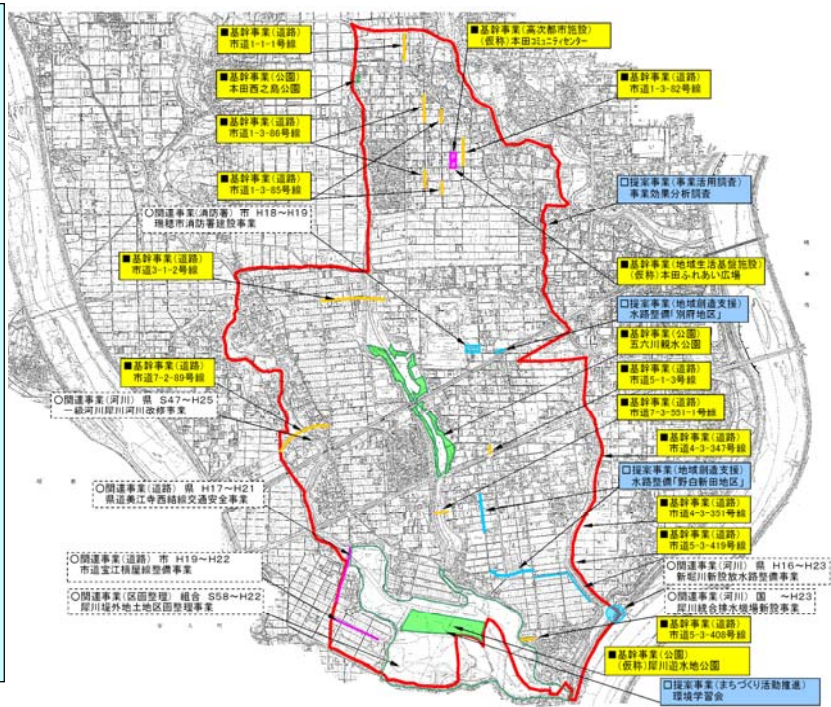 ■基幹事業(道路)
市道1-1-1号線
■基幹事業(高次都市施設)
(仮称)本田コミュニティセンター
■基幹事業(公園)
本田西之島公園
■基幹事業(道路)
市道1-3-82号線
■基幹事業(道路)
市道1-3-86号線
■基幹事業(道路)
市道1-3-85号線
□提案事業(事業活用調査)
事業効果分析調査
○関連事業(消防署) 市 H18～H19
瑞穂市消防署建設事業
■基幹事業(道路)
市道3-1-2号線
■基幹事業(地域生活基盤施設)
(仮称)本田ふれあい広場
□提案事業(地域創造支援)
水路整備「別府地区」
■基幹事業(公園)
五六川親水公園
■基幹事業(道路)
市道7-2-89号線
■基幹事業(道路)
市道5-1-3号線
○関連事業(河川) 県 S47～H25
一級河川犀川河川改修事業
■基幹事業(道路)
市道7-3-551-1号線
■基幹事業(道路)
市道4-3-347号線
□提案事業(地域創造支援)
水路整備「野白新田地区」
○関連事業(道路) 県 H17～H21
県道美江寺西結線交通安全事業
■基幹事業(道路)
市道4-3-351号線
■基幹事業(道路)
市道5-3-419号線
○関連事業(道路) 市 H19～H22
市道宝江積屋線整備事業
○関連事業(河川) 県 H16～H23
新堀川新設放水路整備事業
○関連事業(区画整理) 組合 S58～H22
犀川堤外地土地区画整理事業
○関連事業(河川) 国 ～H23
犀川統合排水機場新設事業
■基幹事業(道路)
市道5-3-408号線
■基幹事業(公園)
(仮称)犀川遊水地公園
□提案事業(まちづくり活動推進)
環境学習会